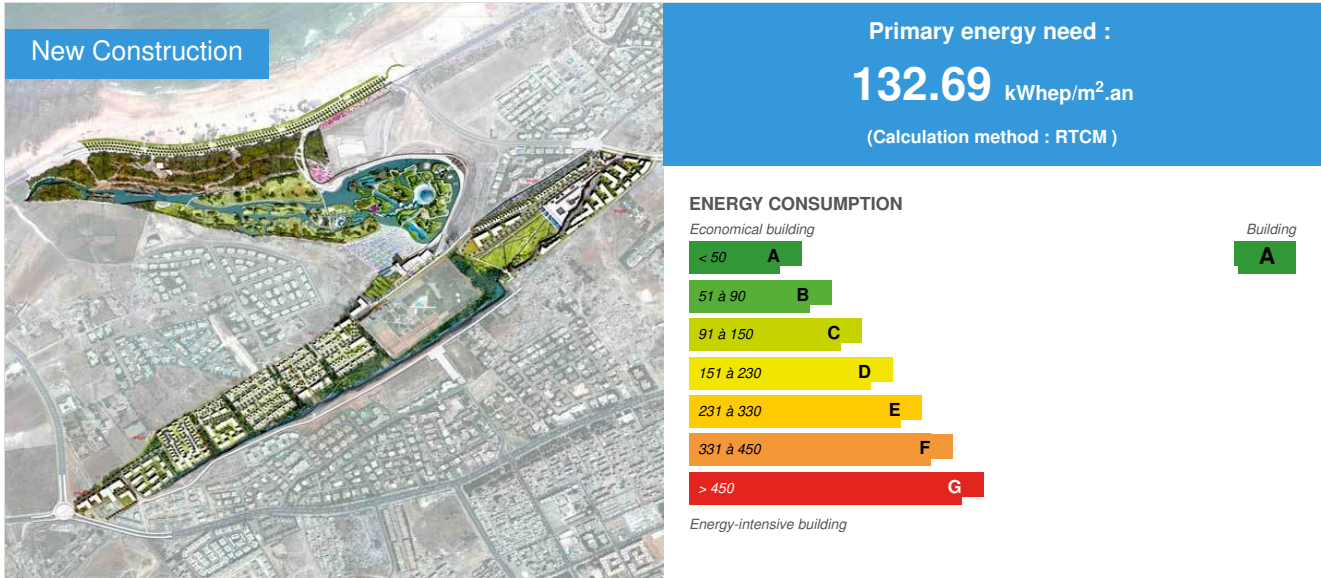 New Construction
Primary energy need :
132.69 kWhep/m².an
(Calculation method : RTCM )
ENERGY CONSUMPTION
Economical building
Building
< 50 A
A
51 à 90 B
91 à 150 C
151 à 230 D
231 à 330 E
331 à 450 F
> 450 G
Energy-intensive building